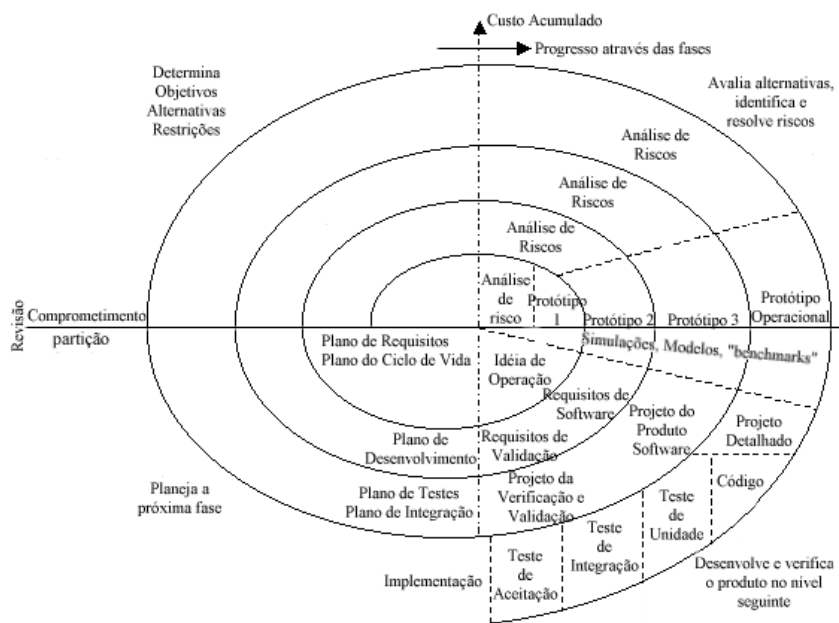 Custo Acumulado
Progresso através das fases
Determina
Objetivos
Alternativas
Restrições
Avalia alternativas,
identifica e
resolve riscos
Análise de
Riscos
Análise de
Riscos
Análise de
Riscos
Análise
de
risco
Protótipo
1
Protótipo 2
Protótipo 3
Protótipo
Operacional
Revisão
Comprometimento
partição
Simulações, Modelos, "benchmarks"
Plano de Requisitos
Plano do Ciclo de Vida
Idéia de
Operação
Requisitos de
Software
Projeto do
Produto
Software
Projeto
Detalhado
Plano de
Desenvolvimento
Requisitos de
Validação
Planeja a
próxima fase
Plano de Testes
Plano de Integração
Projeto da
Verificação e
Validação
Código
Teste
de
Unidade
Teste
de
Integração
Teste
de
Aceitação
Implementação
Desenvolve e verifica
o produto no nível
seguinte